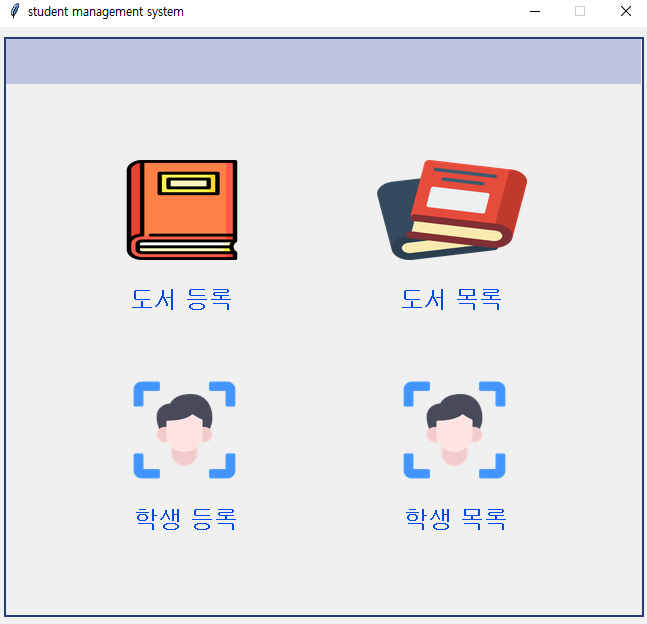 student management system
도서 등록
도서 목록
학생 등록
학생 목록